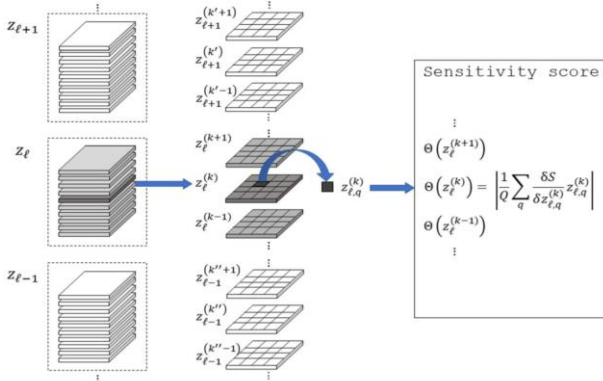 ⋮
z_{ℓ+1}
z_ℓ
z_{ℓ−1}
⋮
⋮
z_{ℓ+1}^{(k'+1)}
z_{ℓ+1}^{(k')}
z_{ℓ+1}^{(k'−1)}
⋮
z_ℓ^{(k+1)}
z_ℓ^{(k)}
z_{ℓ,q}^{(k)}
z_ℓ^{(k−1)}
⋮
z_{ℓ−1}^{(k''+1)}
z_{ℓ−1}^{(k'')}
z_{ℓ−1}^{(k''−1)}
⋮
Sensitivity score
⋮
Θ(z_ℓ^{(k+1)})
Θ(z_ℓ^{(k)}) = |1/Q ∑_q δS/δz_{ℓ,q}^{(k)} z_{ℓ,q}^{(k)}|
Θ(z_ℓ^{(k−1)})
⋮